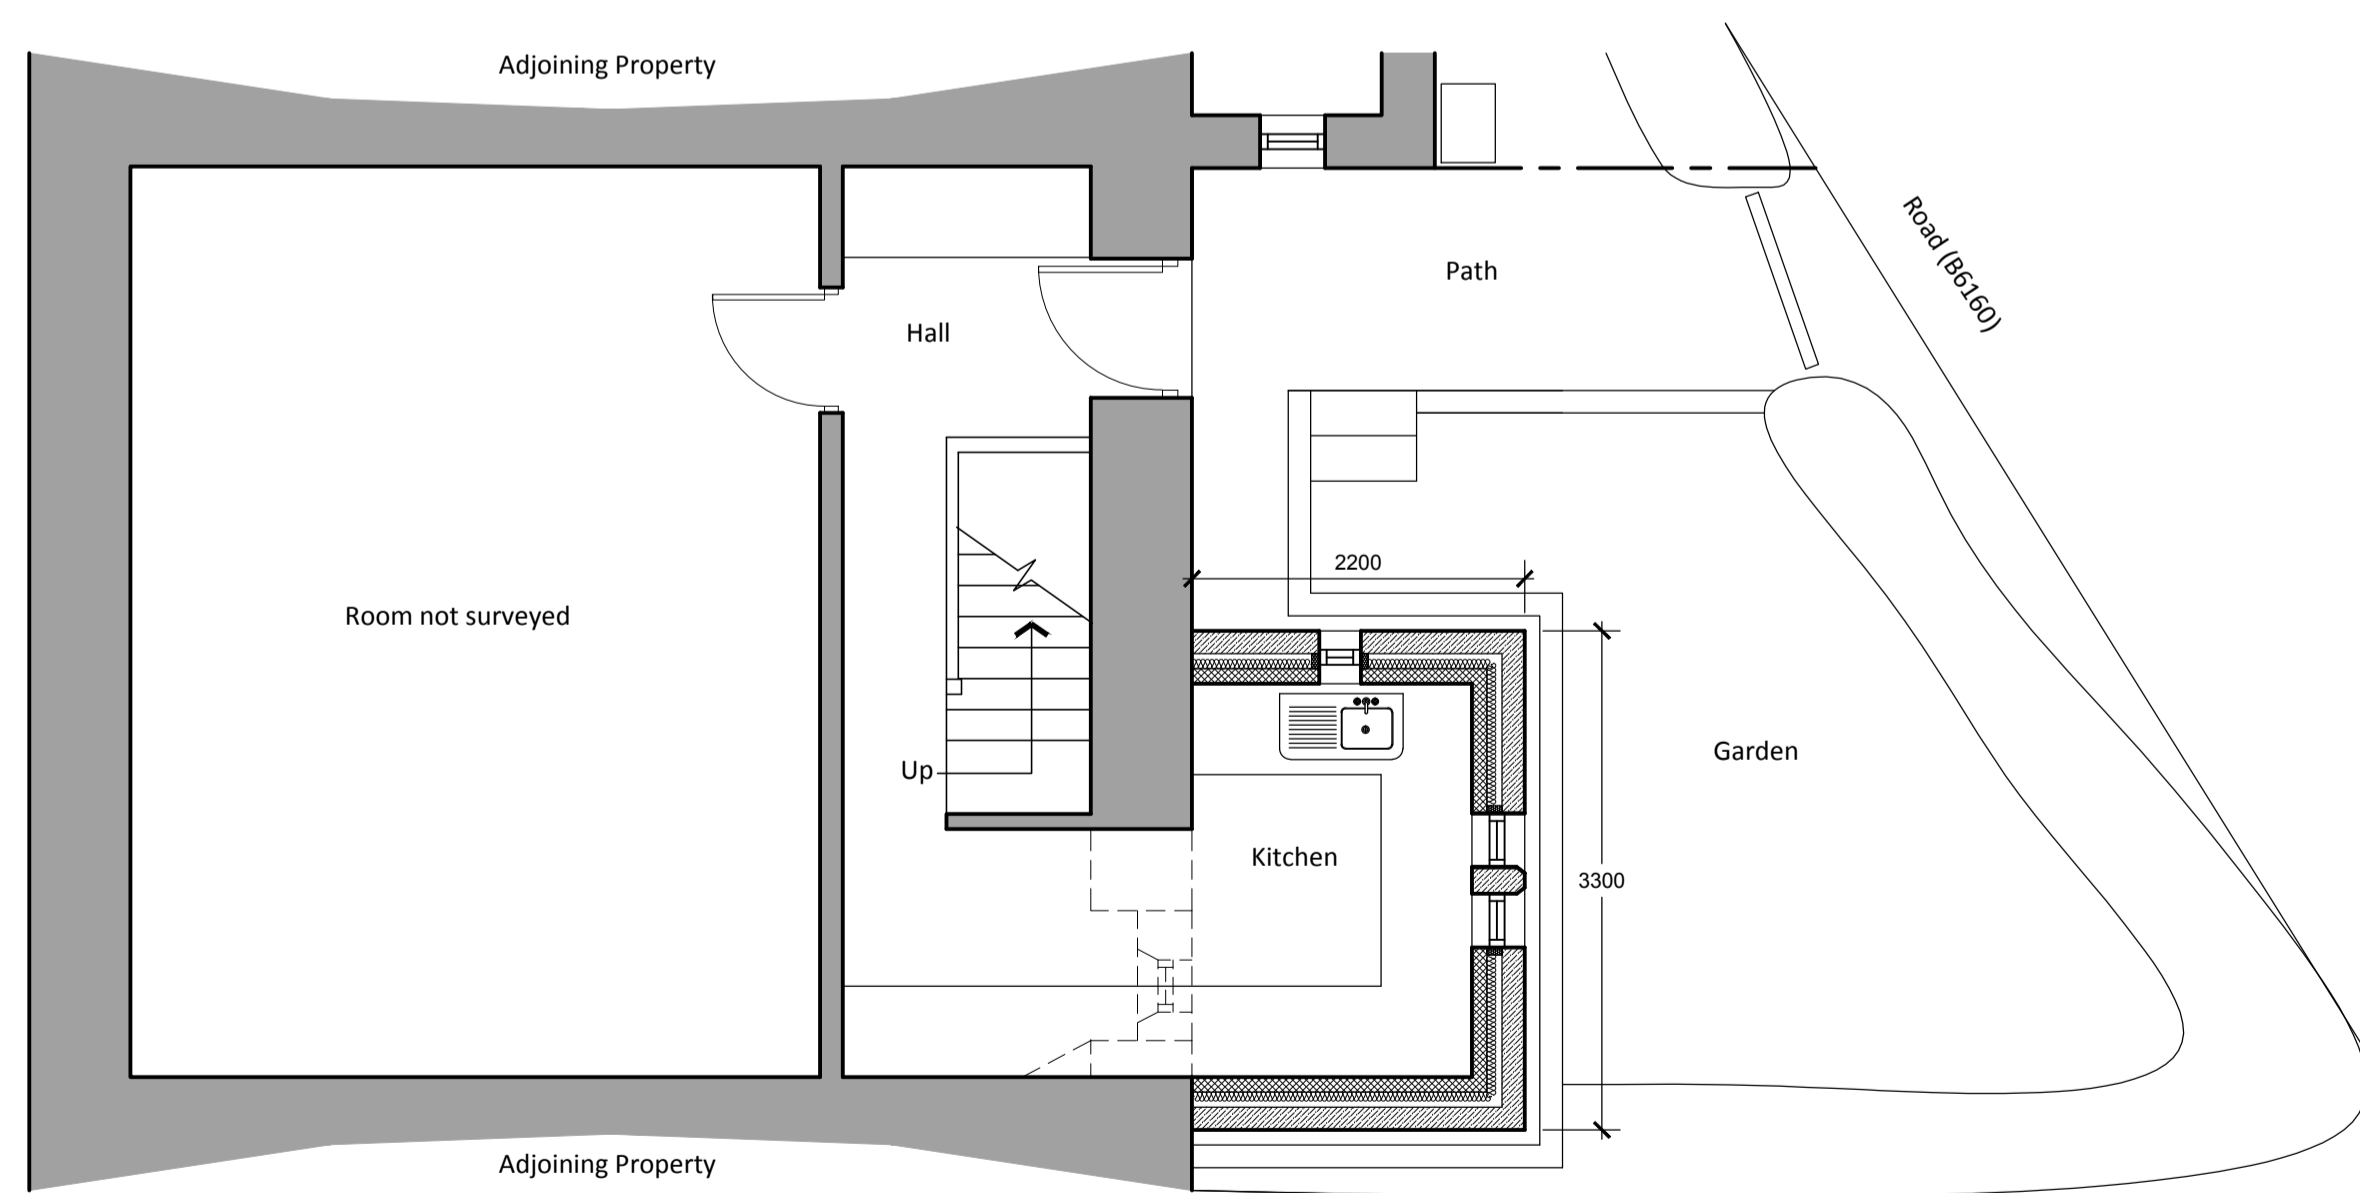 Adjoining Property
Road (B6160)
Path
Hall
2200
Room not surveyed
Garden
Up
Kitchen
3300
Adjoining Property